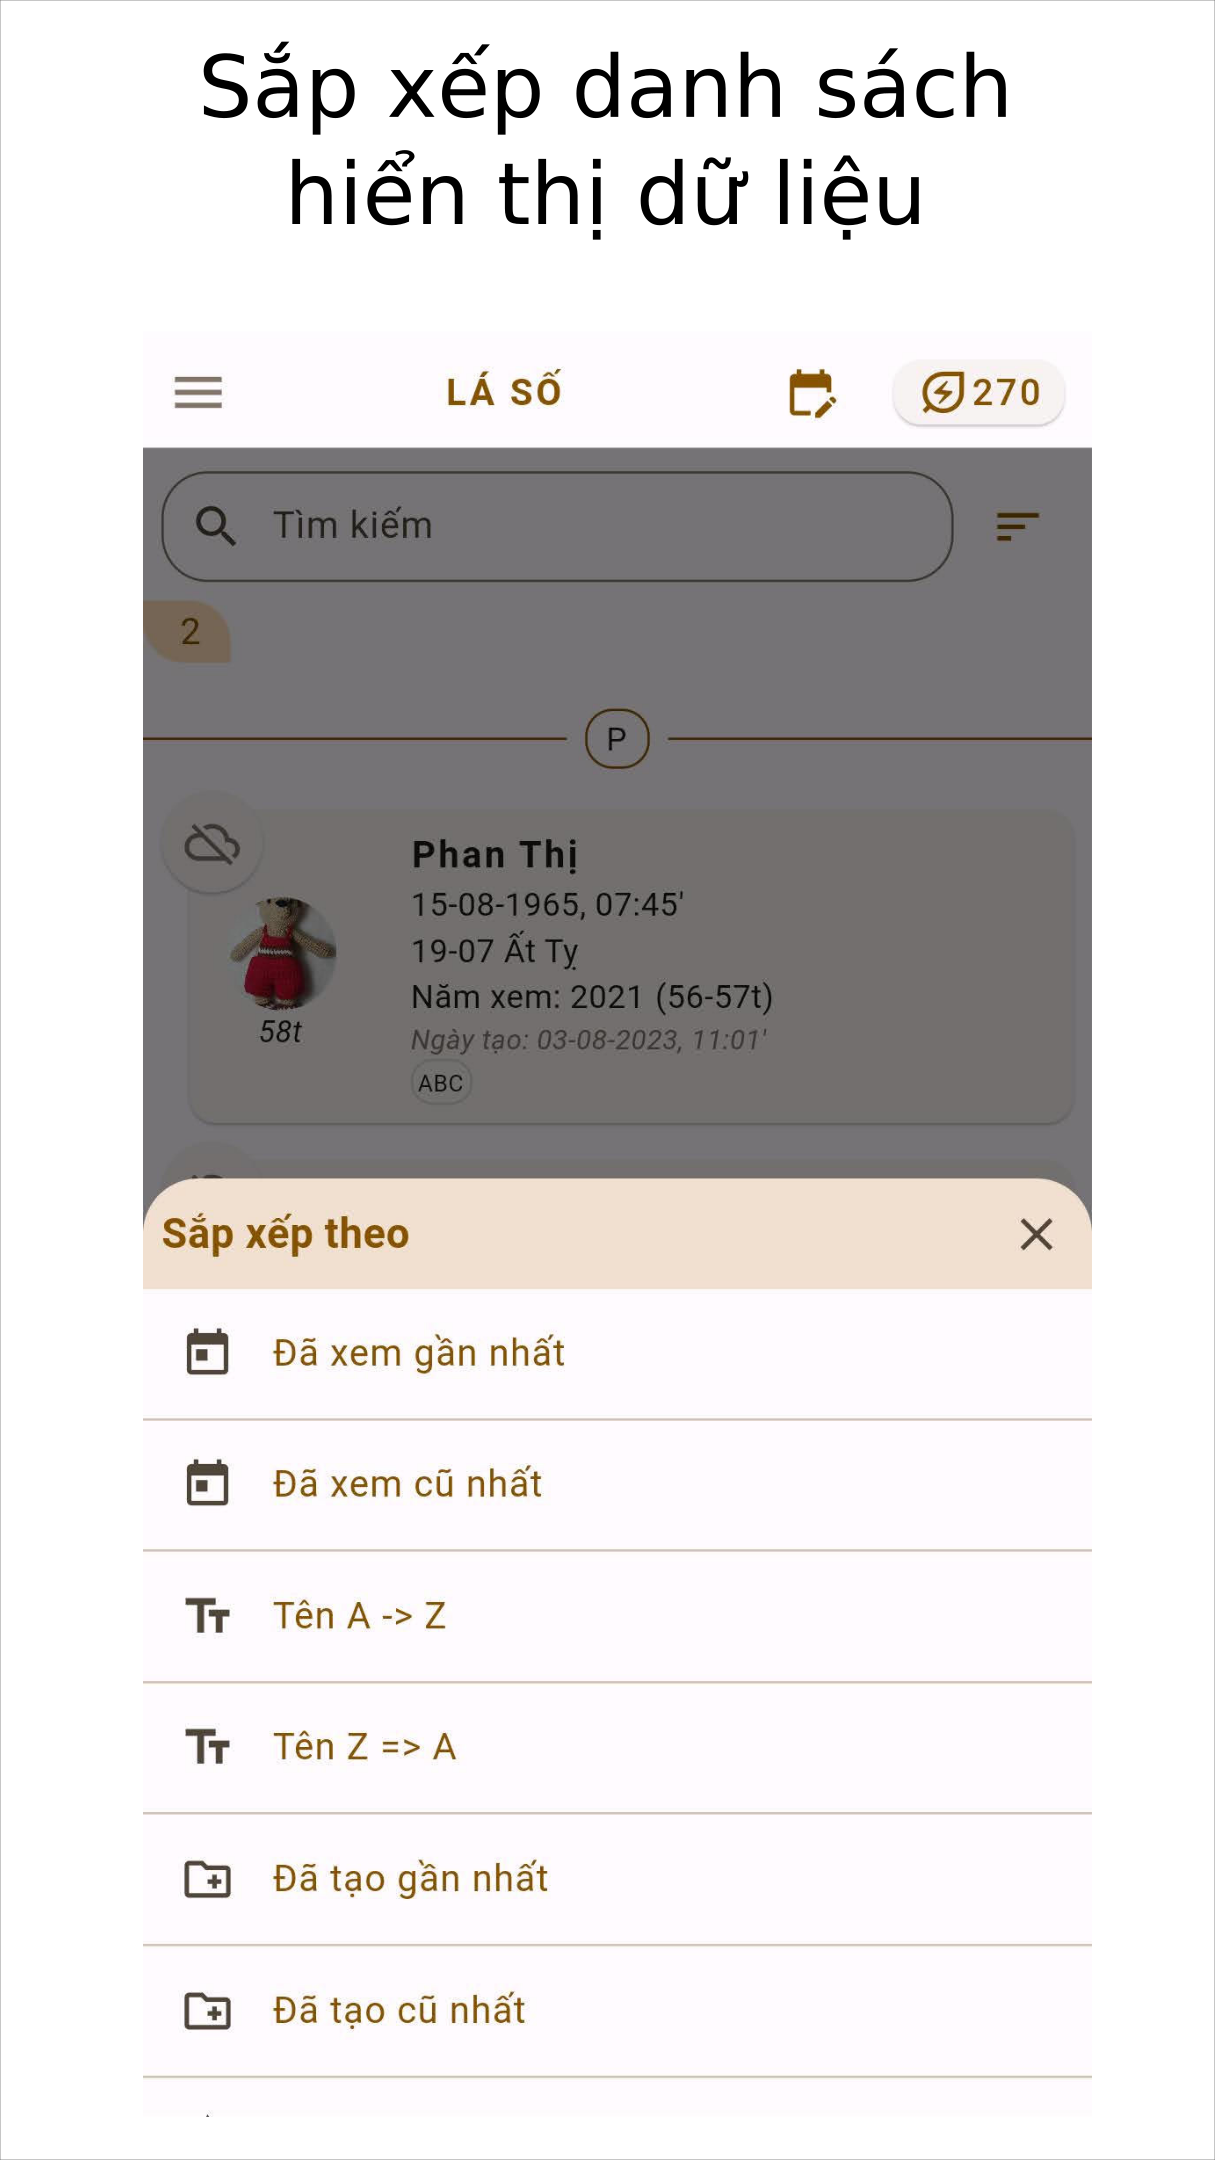 Sắp xếp danh sách
hiển thị dữ liệu
LÁ SỐ
270
Tìm kiếm
2
P
Phan Thị
15-08-1965, 07:45'
19-07 Ất Tỵ
58t
Năm xem: 2021 (56-57t)
Ngày tạo: 03-08-2023, 11:01'
ABC
Sắp xếp theo
Đã xem gần nhất
Đã xem cũ nhất
Tên A -> Z
Tên Z => A
Đã tạo gần nhất
Đã tạo cũ nhất